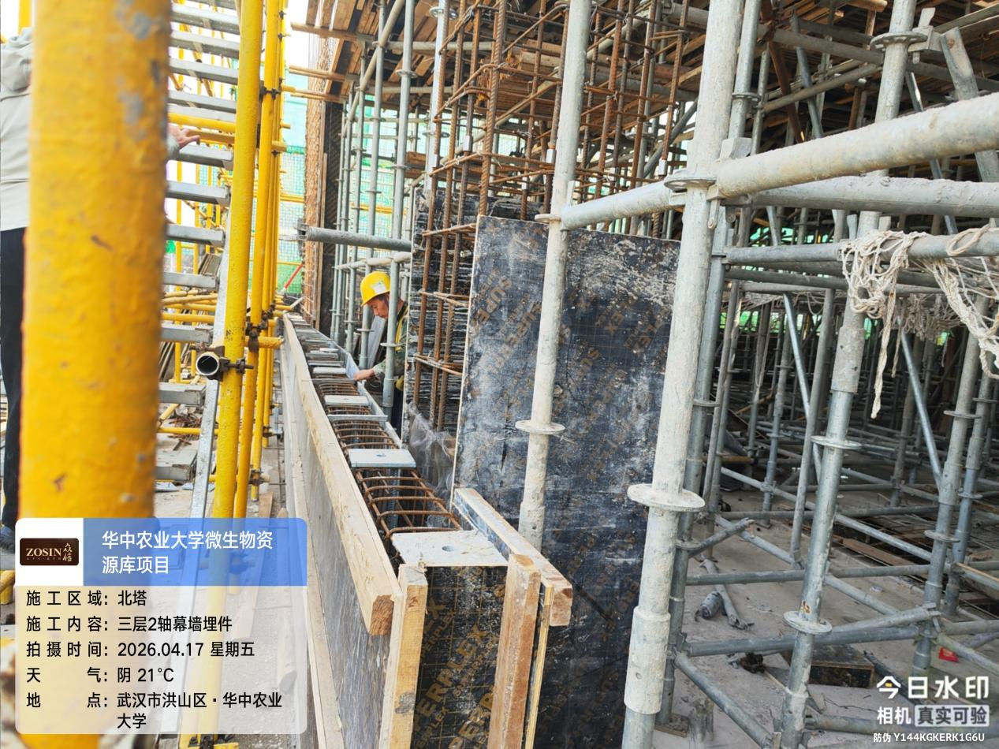 ZOSIN 众信
华中农业大学微生物资
源库项目
施工区域：北塔
施工内容：三层2轴幕墙埋件
拍摄时间：2026.04.17 星期五
天气：阴 21°C
地点：武汉市洪山区·华中农业
大学
今日水印
相机 真实可验
防伪 Y144KGKERK1G6U